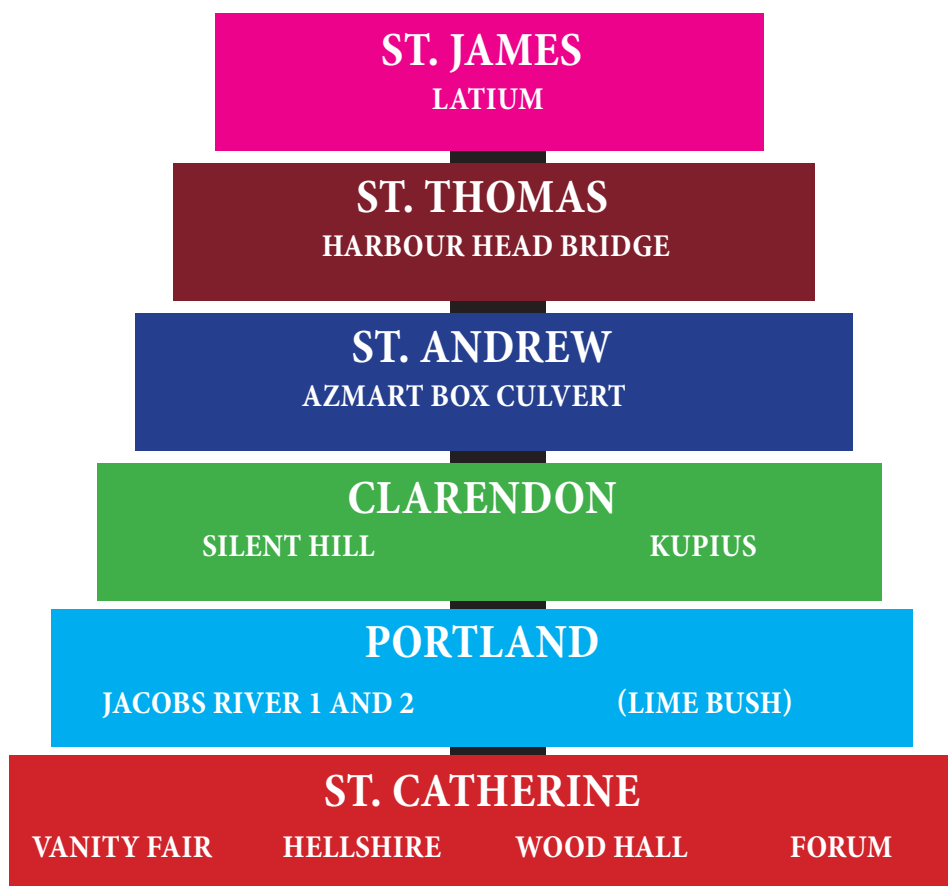 ST. JAMES
LATIUM
ST. THOMAS
HARBOUR HEAD BRIDGE
ST. ANDREW
AZMART BOX CULVERT
CLARENDON
SILENT HILL KUPIUS
PORTLAND
JACOBS RIVER 1 AND 2 (LIME BUSH)
ST. CATHERINE
VANITY FAIR HELLSHIRE WOOD HALL FORUM